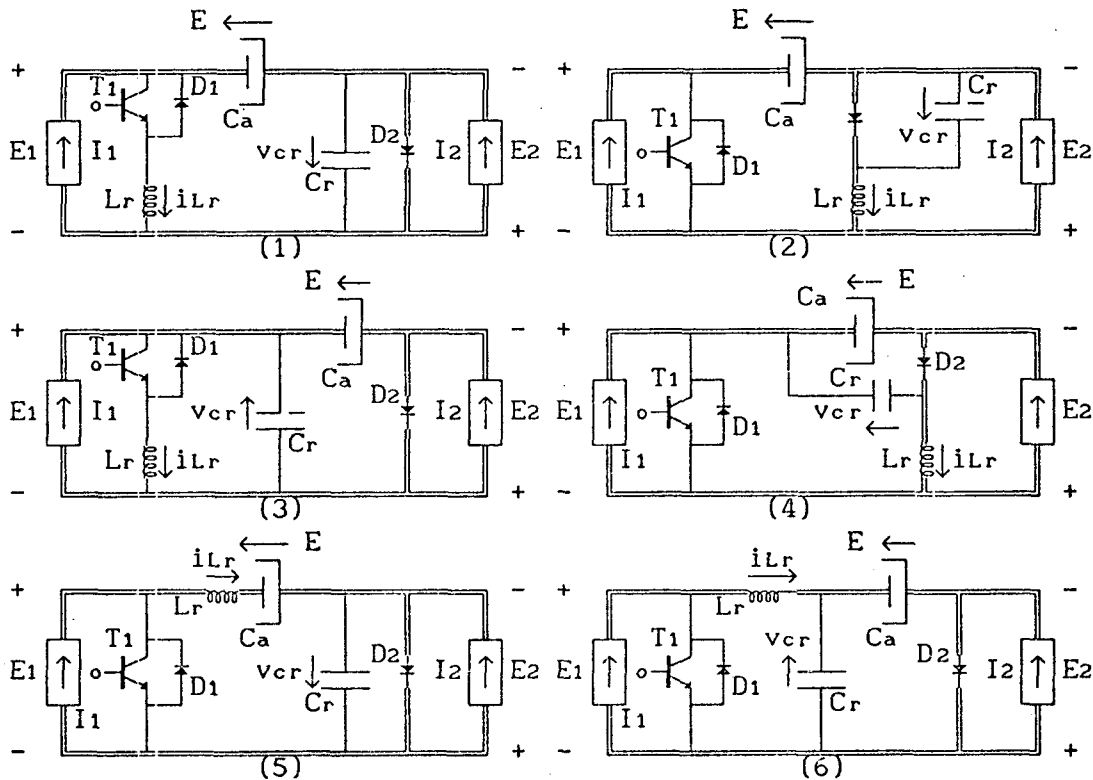 E
+
T1
D1
Ca
-
E1
I1
vcr
Cr
D2
I2
E2
Lr
iLr
-
+
(1)
E
+
Ca
Cr
-
T1
vcr
E1
D1
I2
E2
I1
Lr
iLr
-
+
(2)
E
+
T1
D1
Ca
-
E1
I1
vcr
Cr
D2
I2
E2
Lr
iLr
-
+
(3)
E
Ca
+
-
T1
Cr
D2
E1
vcr
D1
I2
E2
I1
Lr
iLr
-
+
(4)
E
iLr
+
Lr
-
Ca
T1
E1
D1
vcr
D2
I2
E2
I1
Cr
-
+
(5)
E
iLr
+
Lr
-
Ca
T1
vcr
D2
E1
D1
I2
E2
I1
Cr
-
+
(6)